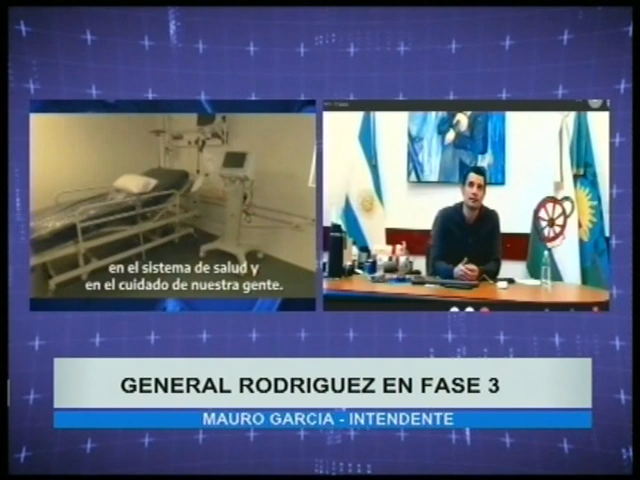 en el sistema de salud y
en el cuidado de nuestra gente.
GENERAL RODRIGUEZ EN FASE 3
MAURO GARCIA - INTENDENTE